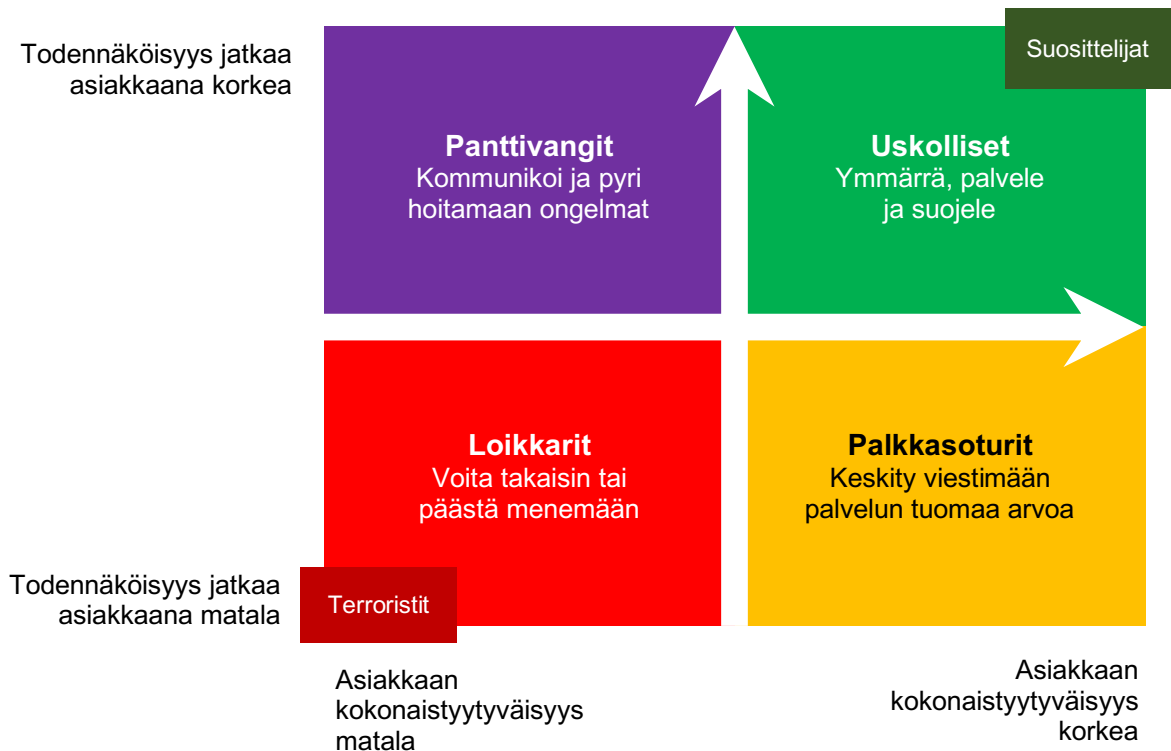 Todennäköisyys jatkaa
asiakkaana korkea
Suosittelijat
Panttivangit
Kommunikoi ja pyri
hoitamaan ongelmat
Uskolliset
Ymmärrä, palvele
ja suojele
Loikkarit
Voita takaisin tai
päästä menemään
Palkkasoturit
Keskity viestimään
palvelun tuomaa arvoa
Todennäköisyys jatkaa
asiakkaana matala
Terroristit
Asiakkaan
kokonaistyytyväisyys
matala
Asiakkaan
kokonaistyytyväisyys
korkea